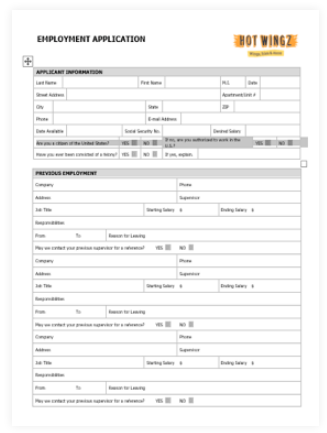 EMPLOYMENT APPLICATION
HOT WINGZ
APPLICANT INFORMATION
Last Name First Name M.I. Date
Street Address Apartment/Unit #
City State ZIP
Phone E-mail Address
Date Available Social Security No. Desired Salary
Are you a citizen of the United States? YES NO If no, are you authorized to work in the U.S.? YES NO
Have you ever been convicted of a felony? YES NO If yes, explain
PREVIOUS EMPLOYMENT
Company Phone
Address Supervisor
Job Title Starting Salary $ Ending Salary $
Responsibilities
From To Reason for Leaving
May we contact your previous supervisor for a reference? YES NO
Company Phone
Address Supervisor
Job Title Starting Salary $ Ending Salary $
Responsibilities
From To Reason for Leaving
May we contact your previous supervisor for a reference? YES NO
Company Phone
Address Supervisor
Job Title Starting Salary $ Ending Salary $
Responsibilities
From To Reason for Leaving
May we contact your previous supervisor for a reference? YES NO